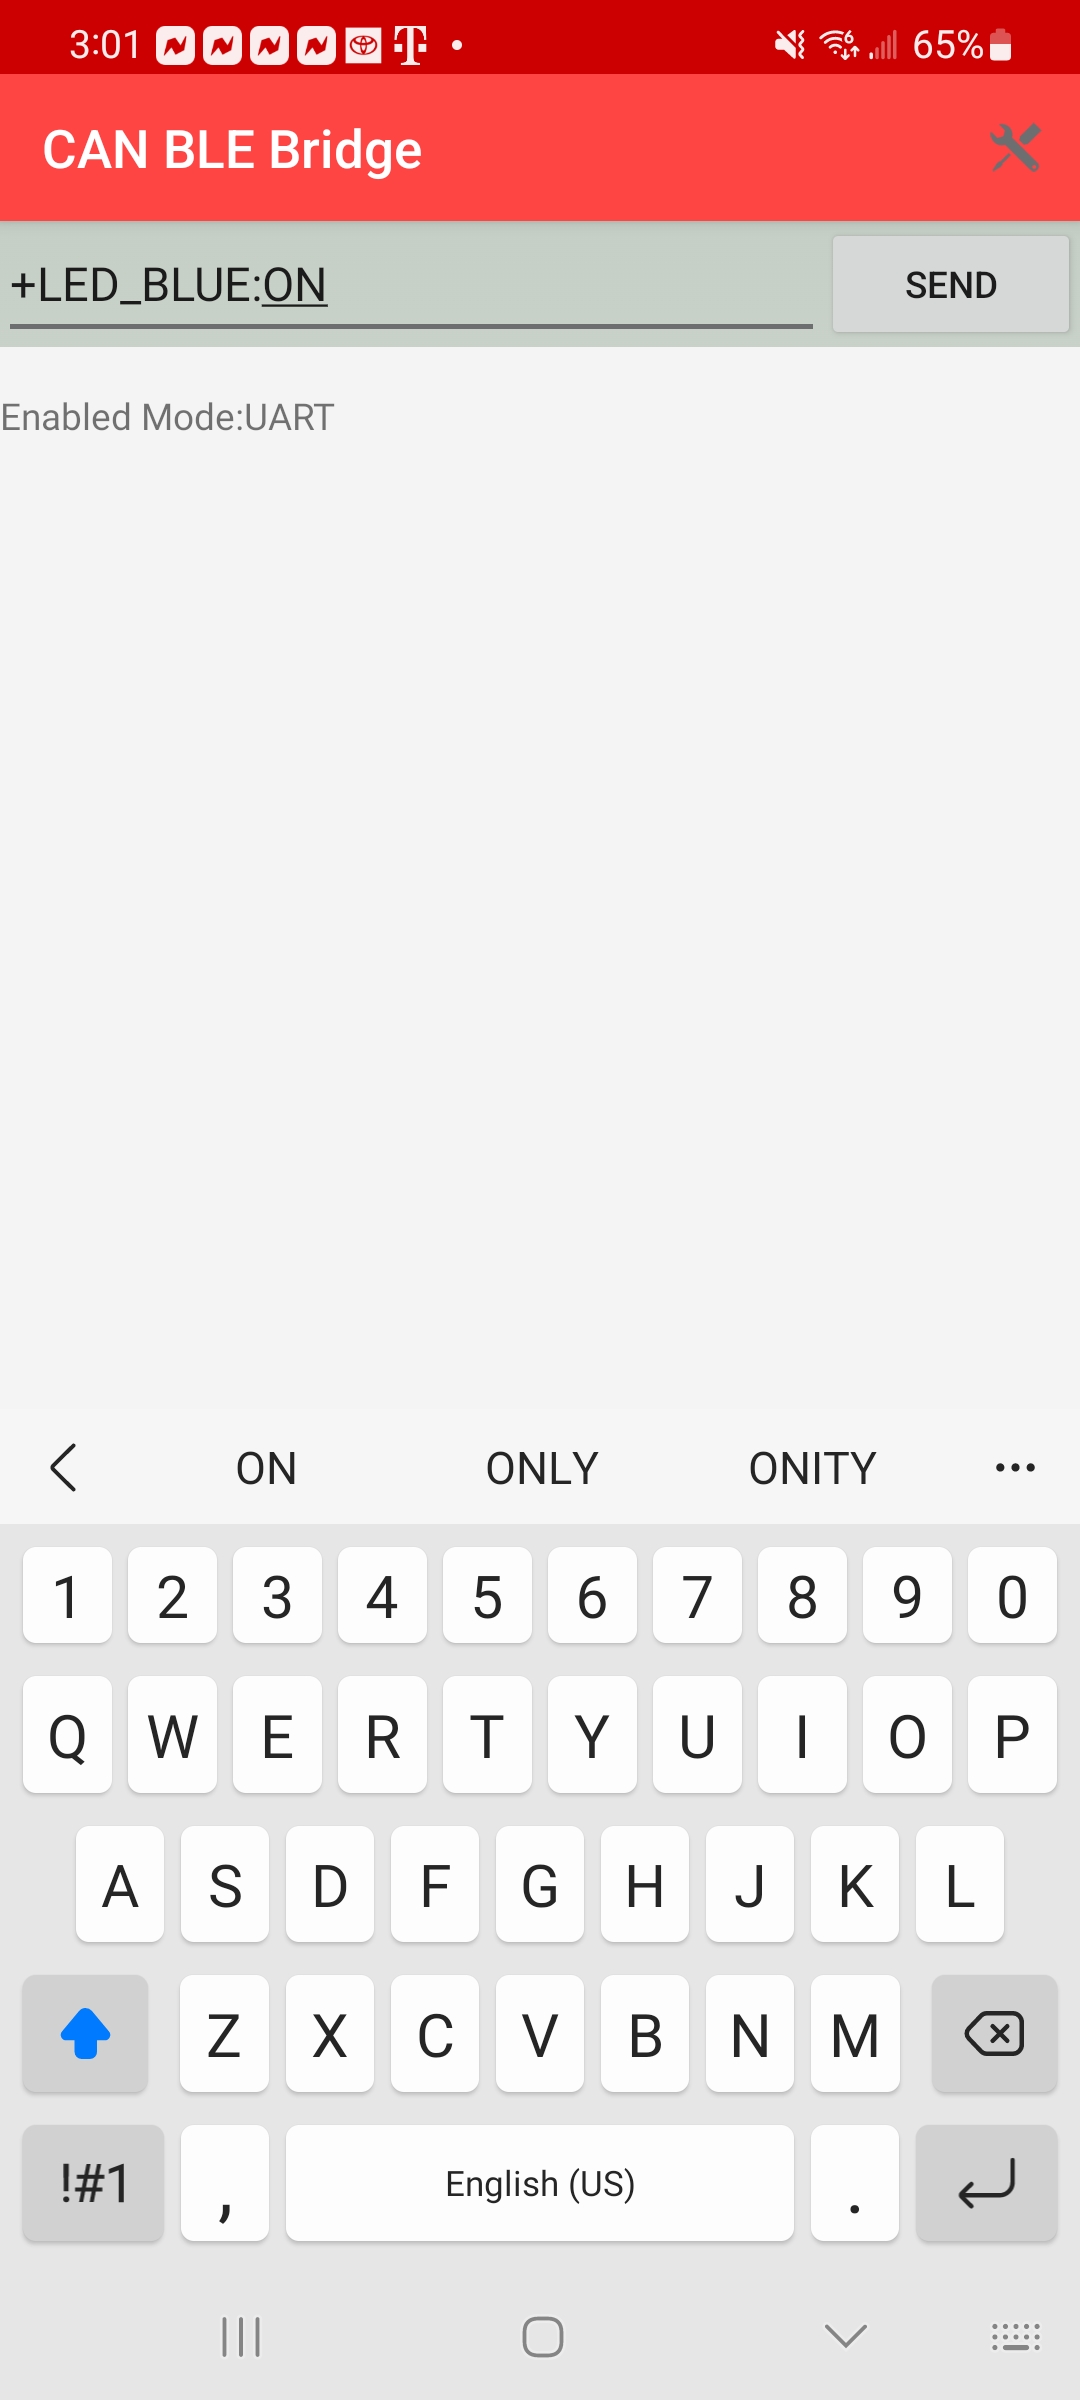 3:01
65%
CAN BLE Bridge
+LED_BLUE:ON
SEND
Enabled Mode:UART
ON ONLY ONITY
1 2 3 4 5 6 7 8 9 0
Q W E R T Y U I O P
A S D F G H J K L
Z X C V B N M
!#1 , English (US) .